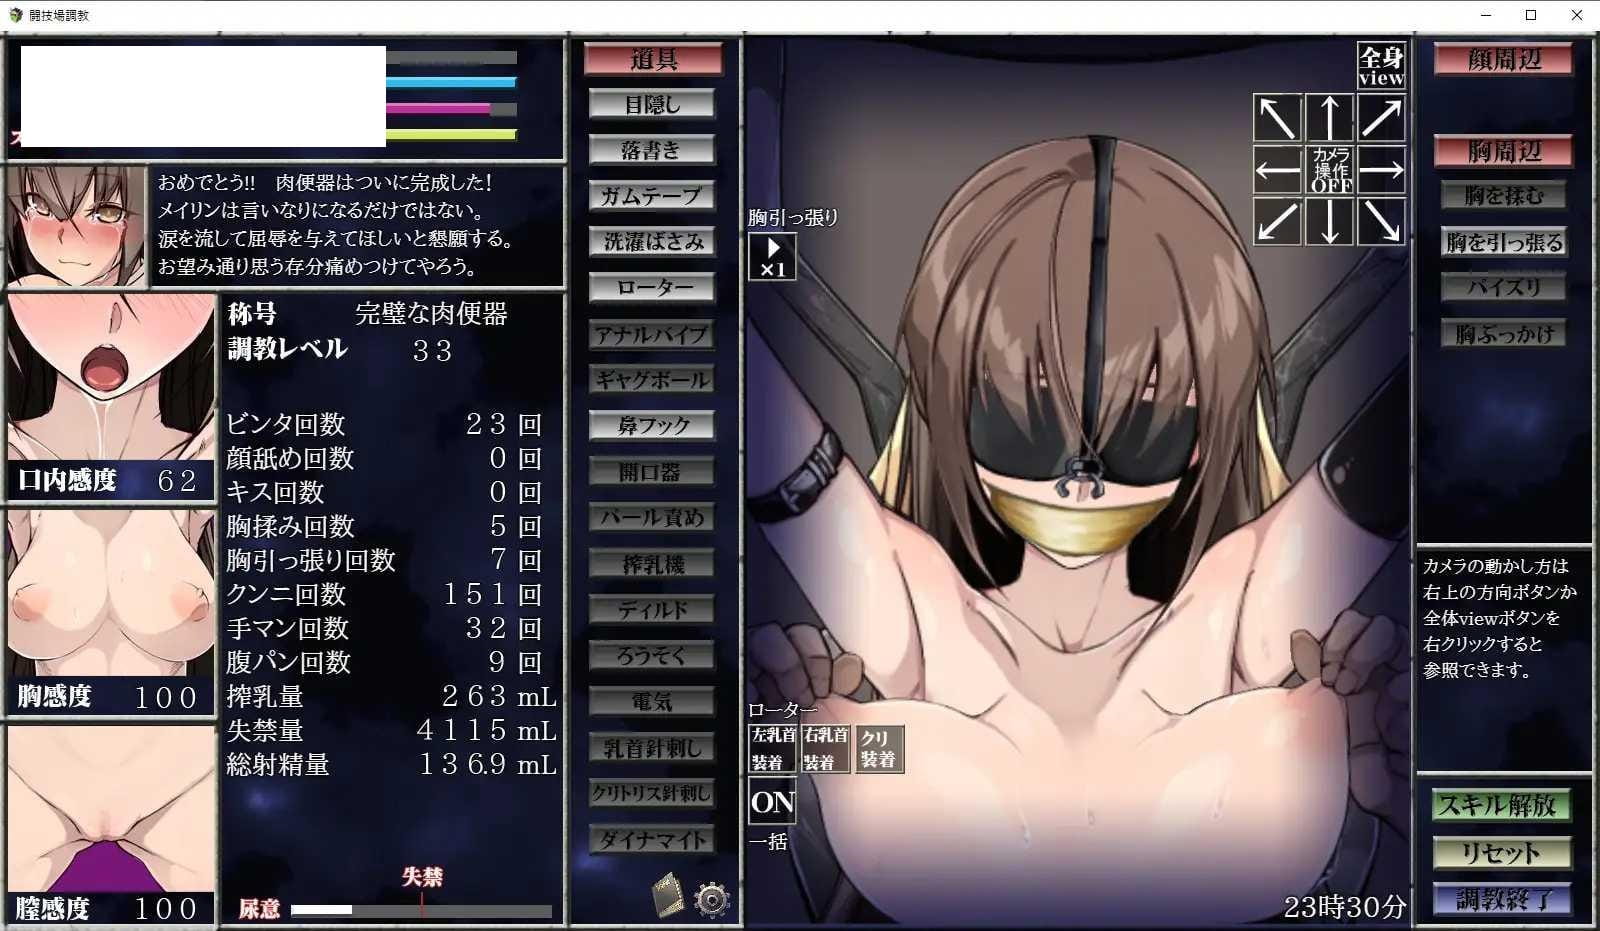 闘技場調教
おめでとう!!　肉便器はついに完成した!
メイリンは言いなりになるだけではない。
涙を流して屈辱を与えてほしいと懇願する。
お望み通り思う存分痛めつけてやろう。
称号 完璧な肉便器
調教レベル 33
ビンタ回数 23 回
顔舐め回数 0 回
キス回数 0 回
胸揉み回数 5 回
胸引っ張り回数 7 回
クンニ回数 151 回
手マン回数 32 回
腹パン回数 9 回
搾乳量 263 mL
失禁量 4115 mL
総射精量 136.9 mL
失禁
尿意
口内感度 62
胸感度 100
膣感度 100
道具
目隠し
落書き
ガムテープ
洗濯ばさみ
ローター
アナルバイブ
ギャグボール
鼻フック
開口器
パール責め
搾乳機
ディルド
ろうそく
電気
乳首針刺し
クリトリス針刺し
ダイナマイト
胸引っ張り
×1
全身
view
カメラ
操作
OFF
ローター
左乳首
装着
右乳首
装着
クリ
装着
ON
一括
23時30分
顔周辺
胸周辺
胸を揉む
胸を引っ張る
パイズリ
胸ぶっかけ
カメラの動かし方は
右上の方向ボタンか
全体viewボタンを
右クリックすると
参照できます。
スキル解放
リセット
調教終了